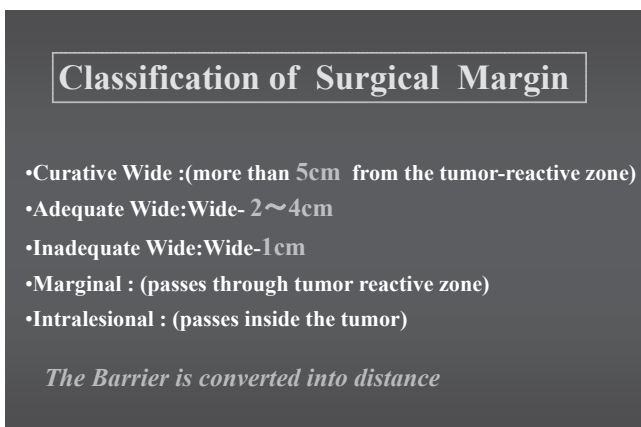 Classification of Surgical Margin
•Curative Wide :(more than 5cm from the tumor-reactive zone)
•Adequate Wide:Wide- 2～4cm
•Inadequate Wide:Wide-1cm
•Marginal : (passes through tumor reactive zone)
•Intralesional : (passes inside the tumor)
The Barrier is converted into distance